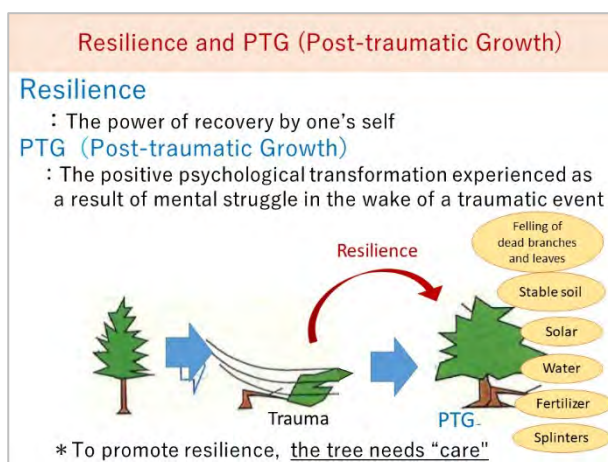 Resilience and PTG (Post-traumatic Growth)
Resilience
: The power of recovery by one's self
PTG (Post-traumatic Growth)
: The positive psychological transformation experienced as
a result of mental struggle in the wake of a traumatic event
Felling of
dead branches
and leaves
Resilience
Stable soil
Solar
Water
Trauma
PTG-
Fertilizer
Splinters
* To promote resilience, the tree needs “care"